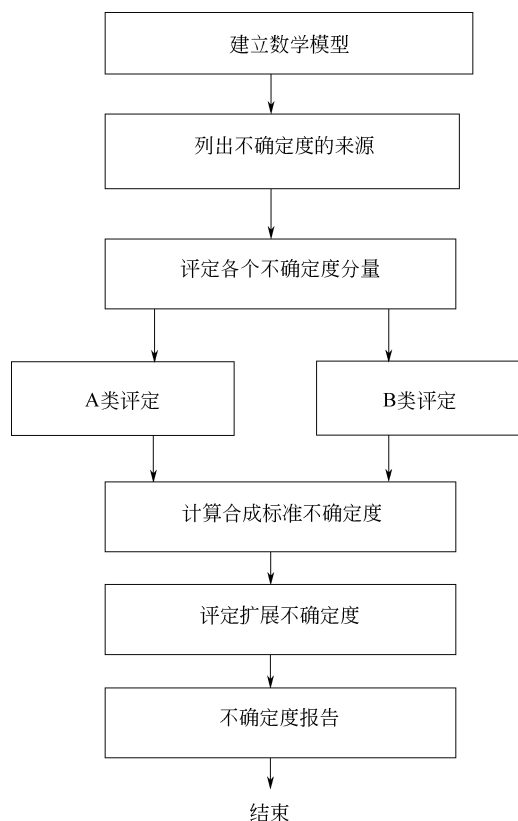 建立数学模型
列出不确定度的来源
评定各个不确定度分量
A类评定
B类评定
计算合成标准不确定度
评定扩展不确定度
不确定度报告
结束